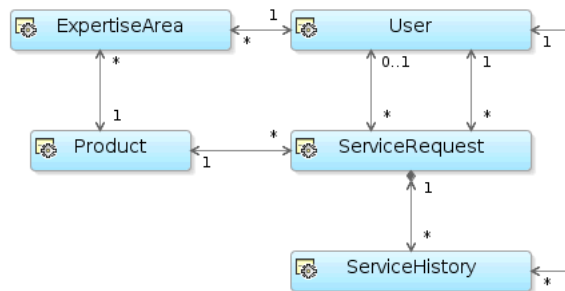 ExpertiseArea 1 User
* 1
* 0..1 1
1 * *
Product * ServiceRequest
1
1
*
ServiceHistory
*